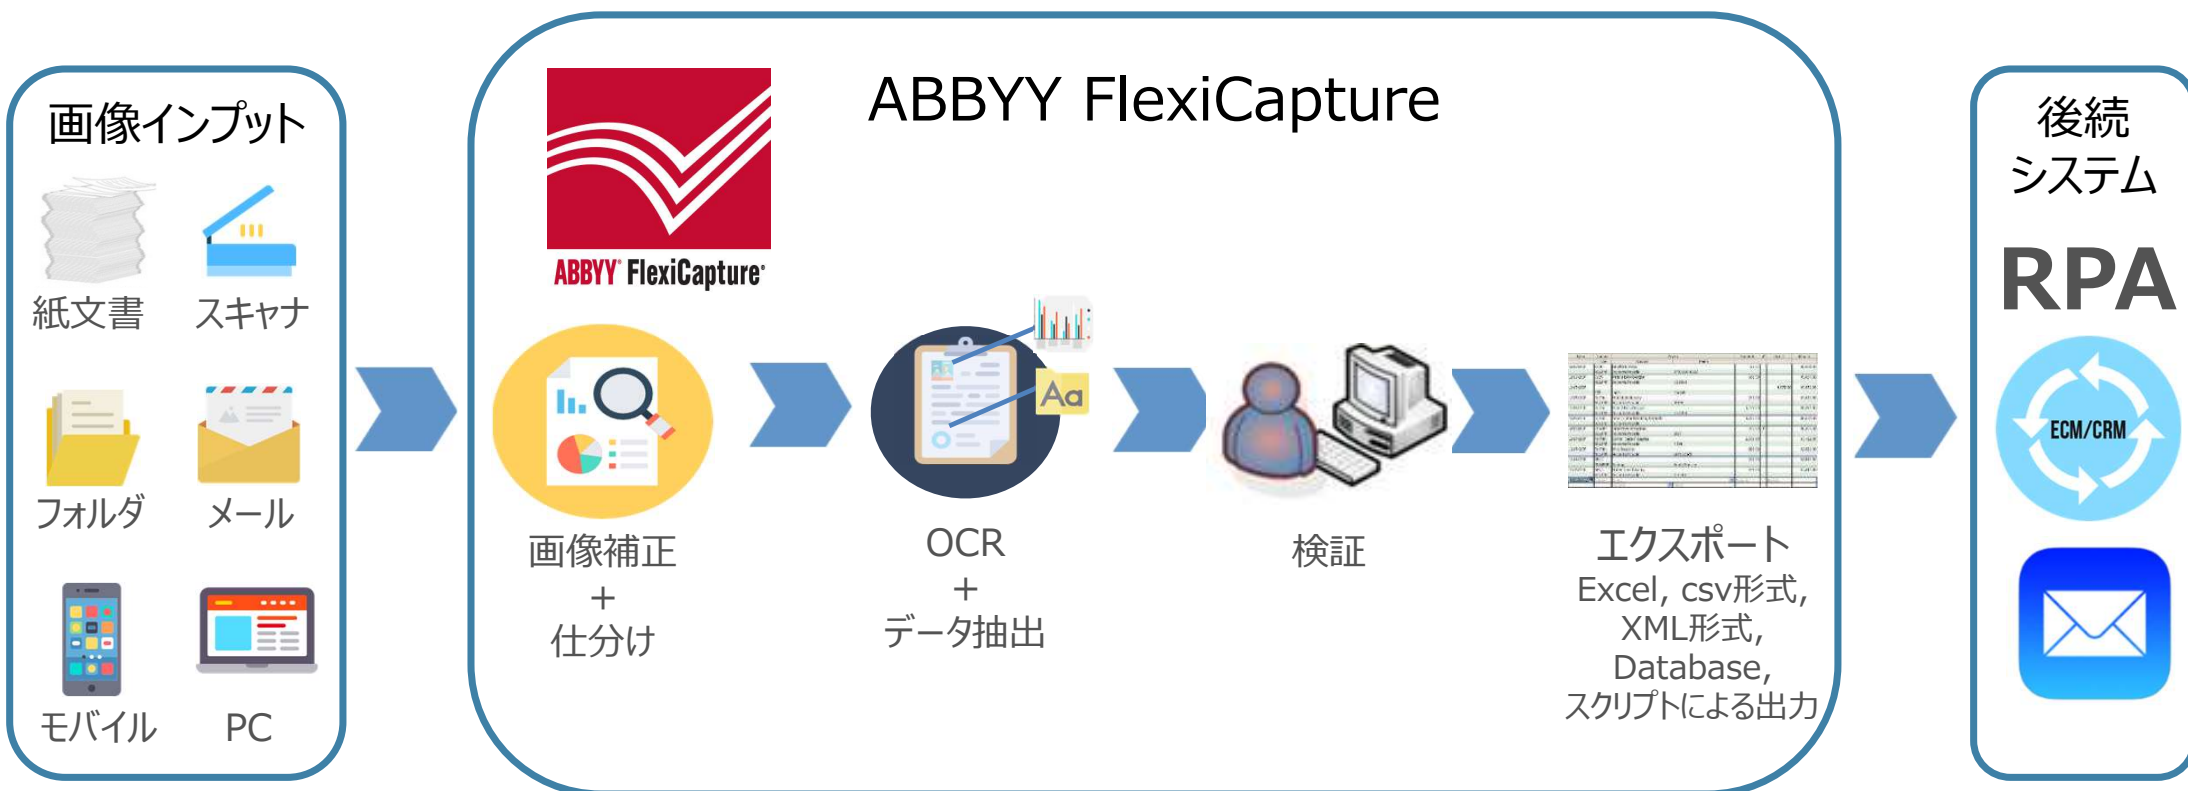 画像インプット
紙文書
スキャナ
フォルダ
メール
モバイル
PC
ABBYY FlexiCapture
ABBYY® FlexiCapture®
Aa
画像補正
+
仕分け
OCR
+
データ抽出
検証
エクスポート
Excel, csv形式,
XML形式,
Database,
スクリプトによる出力
後続
システム
RPA
ECM/CRM